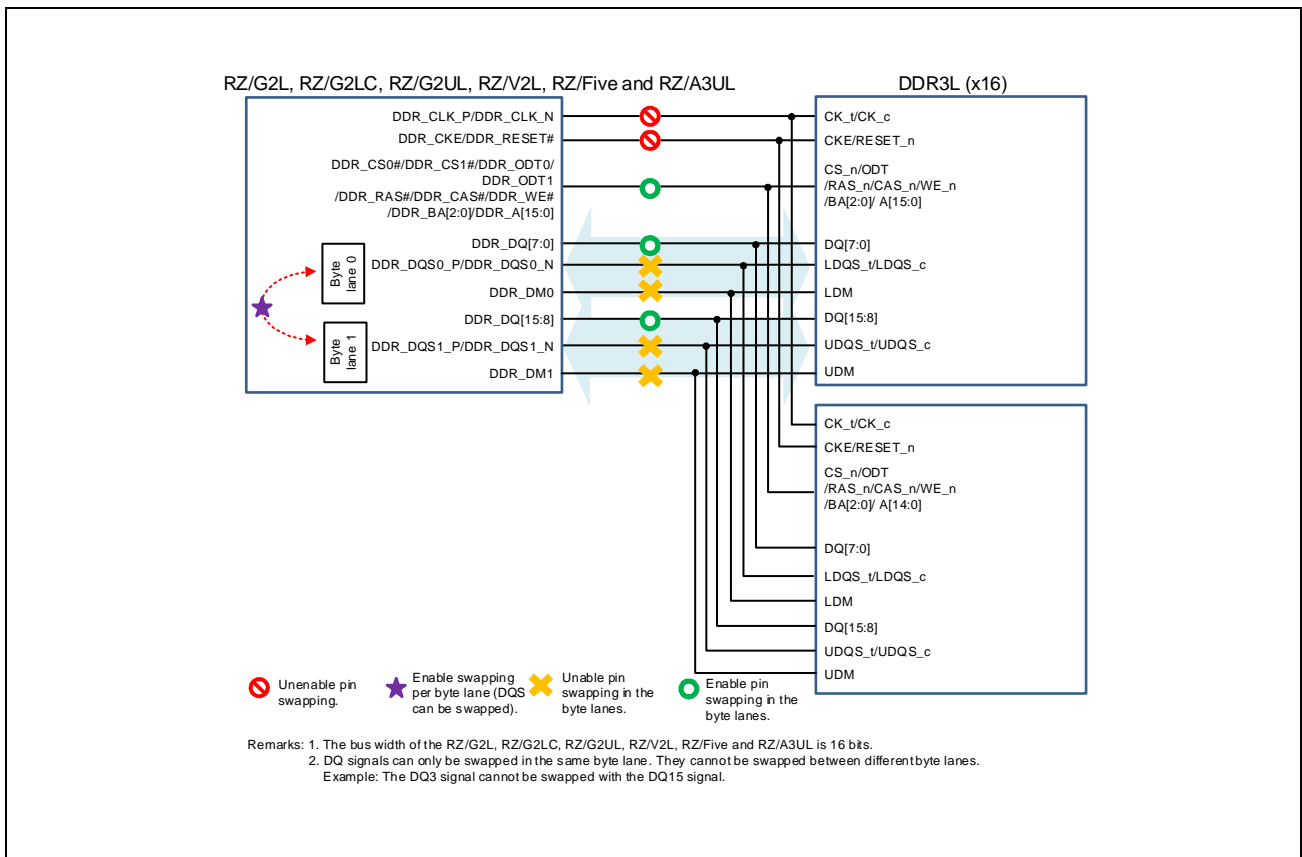 RZ/G2L, RZ/G2LC, RZ/G2UL, RZ/V2L, RZ/Five and RZ/A3UL
DDR3L (x16)
DDR_CLK_P/DDR_CLK_N
DDR_CKE/DDR_RESET#
DDR_CS0#/DDR_CS1#/DDR_ODT0/
DDR_ODT1
/DDR_RAS#/DDR_CAS#/DDR_WE#
/DDR_BA[2:0]/DDR_A[15:0]
DDR_DQ[7:0]
DDR_DQS0_P/DDR_DQS0_N
DDR_DM0
DDR_DQ[15:8]
DDR_DQS1_P/DDR_DQS1_N
DDR_DM1
Byte
lane 0
Byte
lane 1
CK_t/CK_c
CKE/RESET_n
CS_n/ODT
/RAS_n/CAS_n/WE_n
/BA[2:0]/ A[15:0]
DQ[7:0]
LDQS_t/LDQS_c
LDM
DQ[15:8]
UDQS_t/UDQS_c
UDM
CK_t/CK_c
CKE/RESET_n
CS_n/ODT
/RAS_n/CAS_n/WE_n
/BA[2:0]/ A[14:0]
DQ[7:0]
LDQS_t/LDQS_c
LDM
DQ[15:8]
UDQS_t/UDQS_c
UDM
Unenable pin
swapping.
Enable swapping
per byte lane (DQS
can be swapped).
Unable pin
swapping in the
byte lanes.
Enable pin
swapping in the
byte lanes.
Remarks: 1. The bus width of the RZ/G2L, RZ/G2LC, RZ/G2UL, RZ/V2L, RZ/Five and RZ/A3UL is 16 bits.
2. DQ signals can only be swapped in the same byte lane. They cannot be swapped between different byte lanes.
Example: The DQ3 signal cannot be swapped with the DQ15 signal.